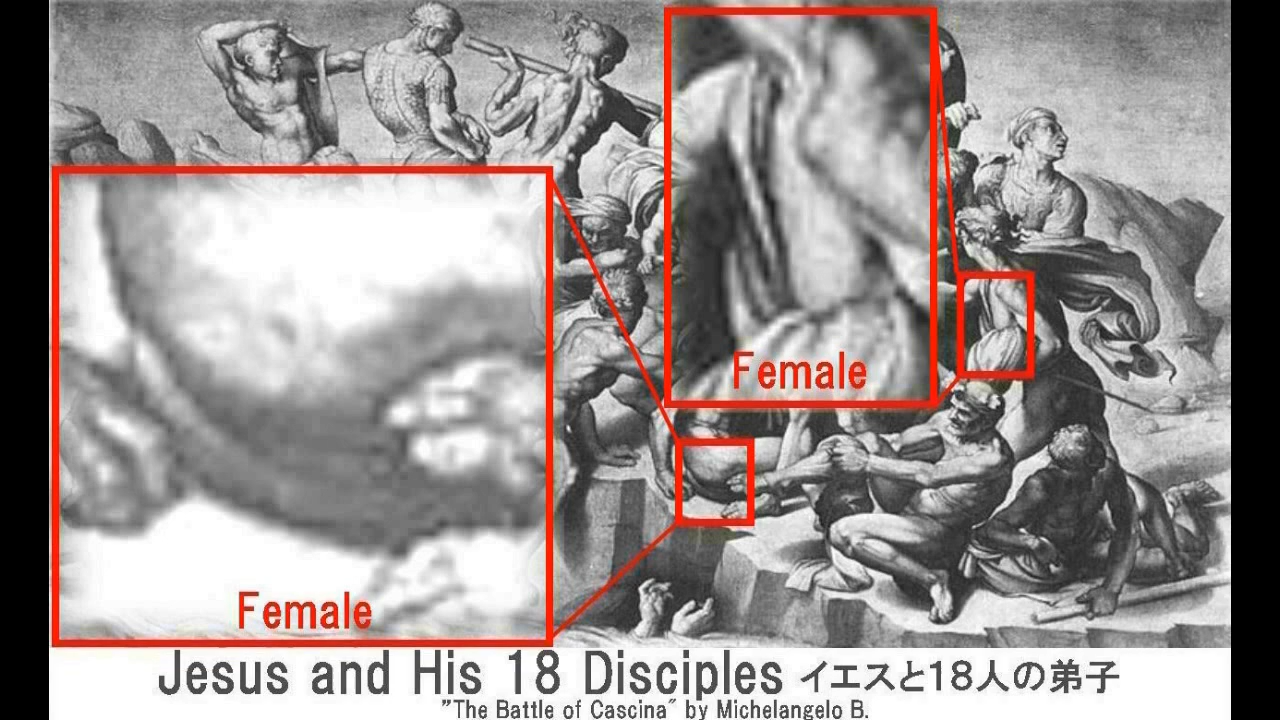 Female
Female
Jesus and His 18 Disciples イエスと18人の弟子
"The Battle of Cascina" by Michelangelo B.